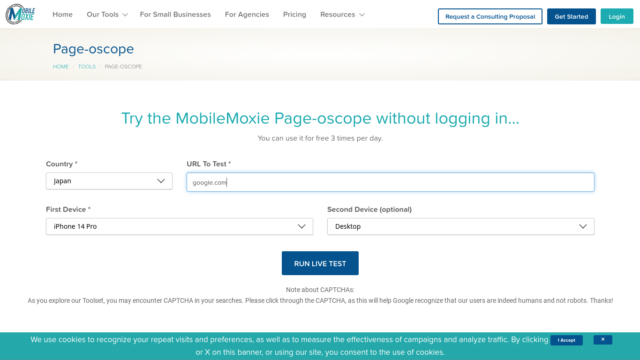 MOBILE MOXIE
Home Our Tools For Small Businesses For Agencies Pricing Resources Request a Consulting Proposal Get Started Login
Page-oscope
HOME TOOLS PAGE-OSCOPE
Try the MobileMoxie Page-oscope without logging in...
You can use it for free 3 times per day.
Country * URL To Test *
Japan google.com
First Device * Second Device (optional)
iPhone 14 Pro Desktop
RUN LIVE TEST
Note about CAPTCHAs:
As you explore our Toolset, you may encounter CAPTCHA in your searches. Please click through the CAPTCHA, as this will help Google recognize that our users are indeed humans and not robots. Thanks!
We use cookies to recognize your repeat visits and preferences, as well as to measure the effectiveness of campaigns and analyze traffic. By clicking I Accept X
or X on this banner, or using our site, you consent to the use of cookies.